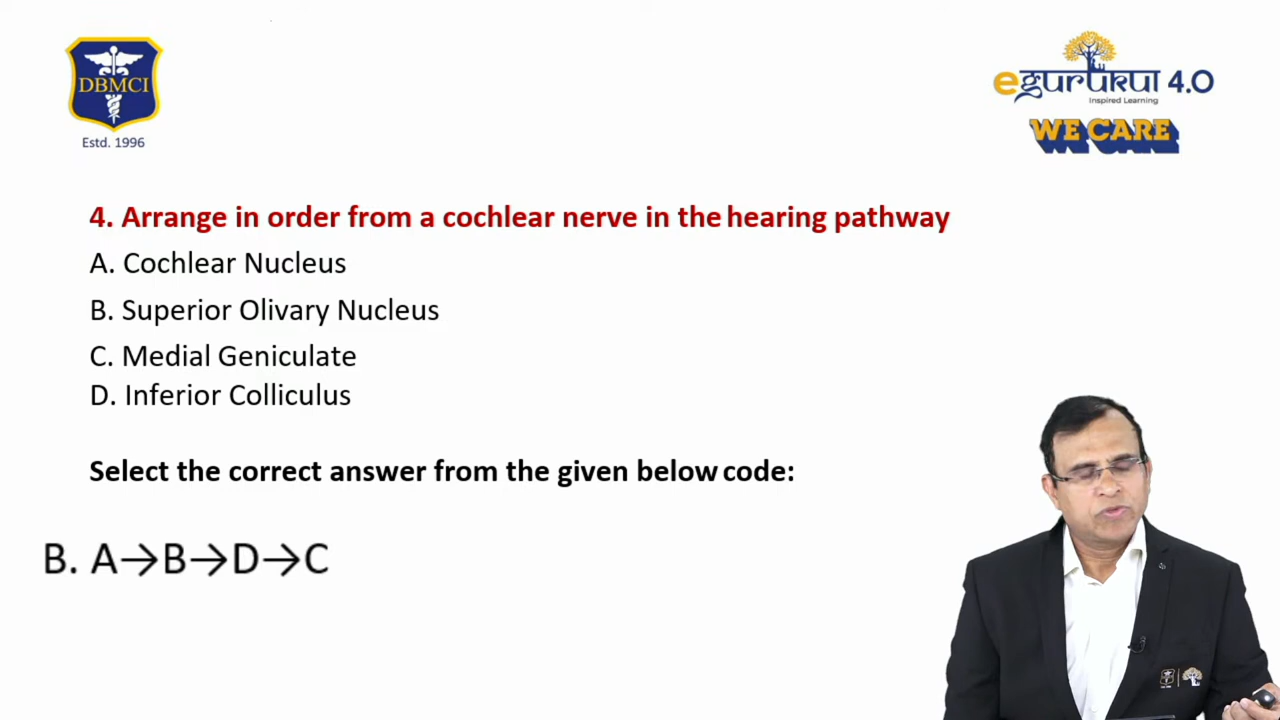 DBMCI
Estd. 1996
eGurukul 4.0
Inspired Learning
WE CARE
4. Arrange in order from a cochlear nerve in the hearing pathway
A. Cochlear Nucleus
B. Superior Olivary Nucleus
C. Medial Geniculate
D. Inferior Colliculus
Select the correct answer from the given below code:
B. A→B→D→C